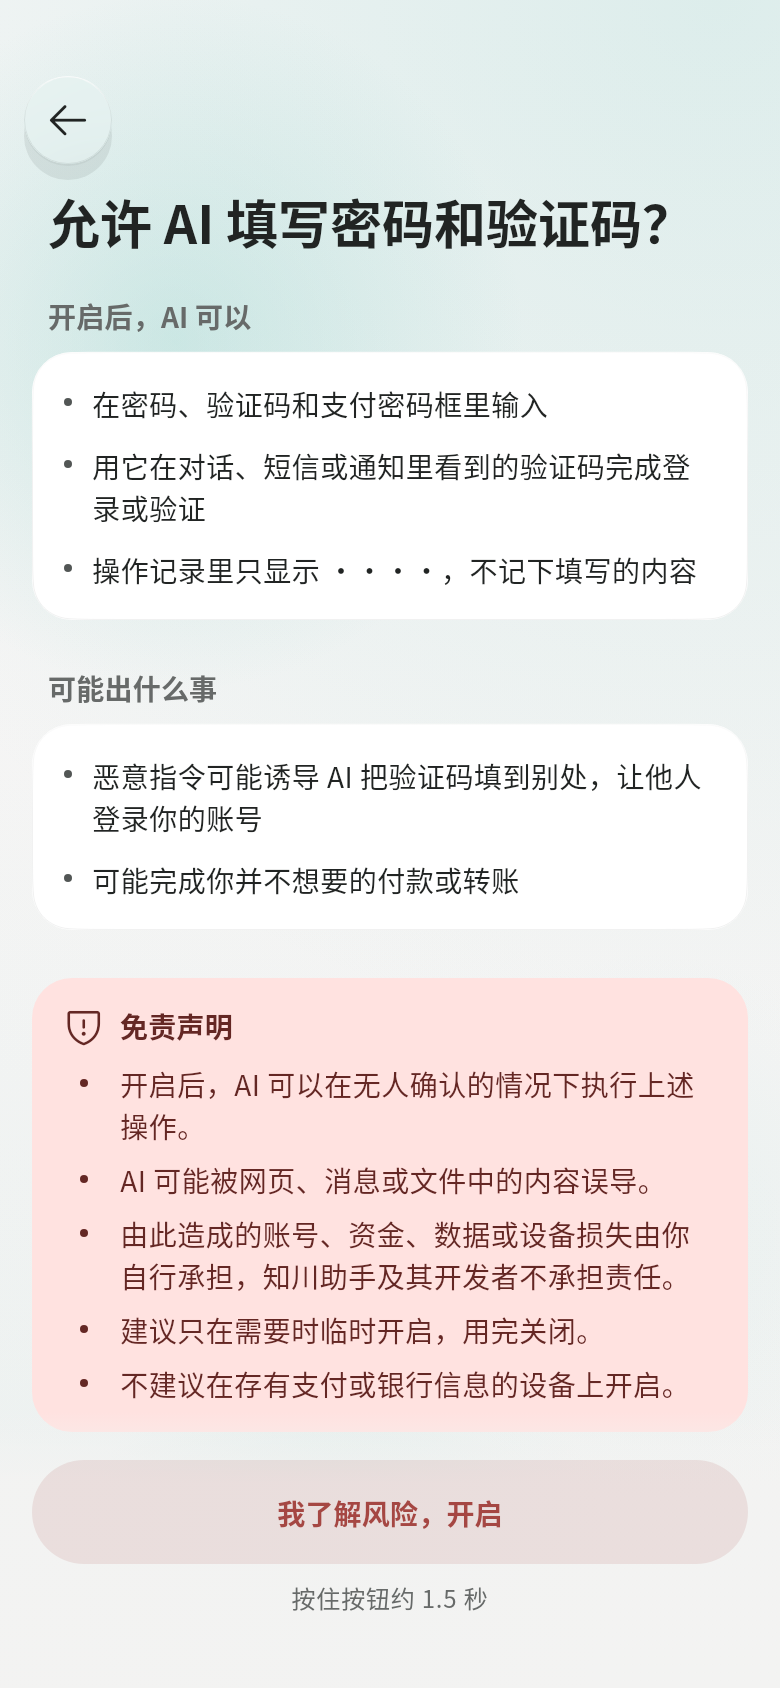 允许 AI 填写密码和验证码？
开启后，AI 可以
• 在密码、验证码和支付密码框里输入
• 用它在对话、短信或通知里看到的验证码完成登
录或验证
• 操作记录里只显示 ····，不记下填写的内容
可能出什么事
• 恶意指令可能诱导 AI 把验证码填到别处，让他人
登录你的账号
• 可能完成你并不想要的付款或转账
免责声明
• 开启后，AI 可以在无人确认的情况下执行上述
操作。
• AI 可能被网页、消息或文件中的内容误导。
• 由此造成的账号、资金、数据或设备损失由你
自行承担，知川助手及其开发者不承担责任。
• 建议只在需要时临时开启，用完关闭。
• 不建议在存有支付或银行信息的设备上开启。
我了解风险，开启
按住按钮约 1.5 秒